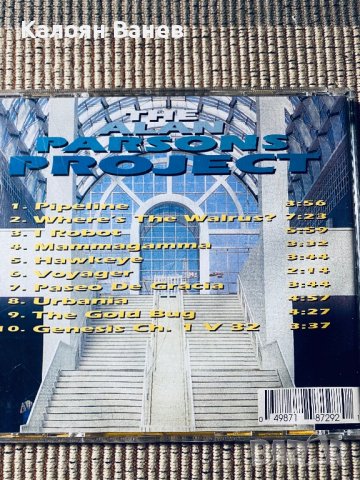 Калоян Ванев
THE
ALAN
PARSONS
PROJECT
1. Pipeline 3:56
2. Where's The Walrus? 7:23
3. I Robot 5:59
4. Mammagamma 3:32
5. Hawkeye 3:44
6. Voyager 2:14
7. Paseo De Gracia 3:44
8. Urbania 4:57
9. The Gold Bug 4:27
10. Genesis Ch. 1 V 32 3:37
0 49871 87292